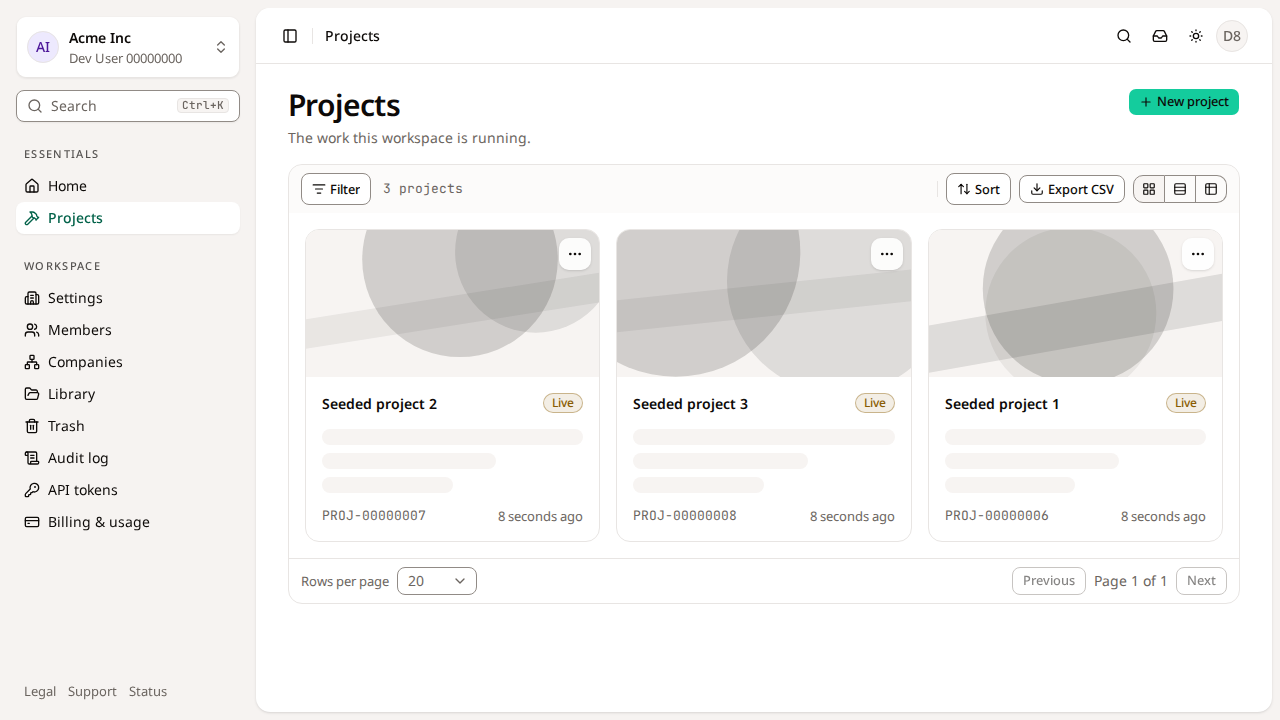 AI
Acme Inc
Dev User 00000000
Search
Ctrl+K
ESSENTIALS
Home
Projects
WORKSPACE
Settings
Members
Companies
Library
Trash
Audit log
API tokens
Billing & usage
Legal Support Status
Projects
D8
Projects
The work this workspace is running.
New project
Filter
3 projects
Sort
Export CSV
Seeded project 2
Live
PROJ-00000007
8 seconds ago
Seeded project 3
Live
PROJ-00000008
8 seconds ago
Seeded project 1
Live
PROJ-00000006
8 seconds ago
Rows per page
20
Previous
Page 1 of 1
Next